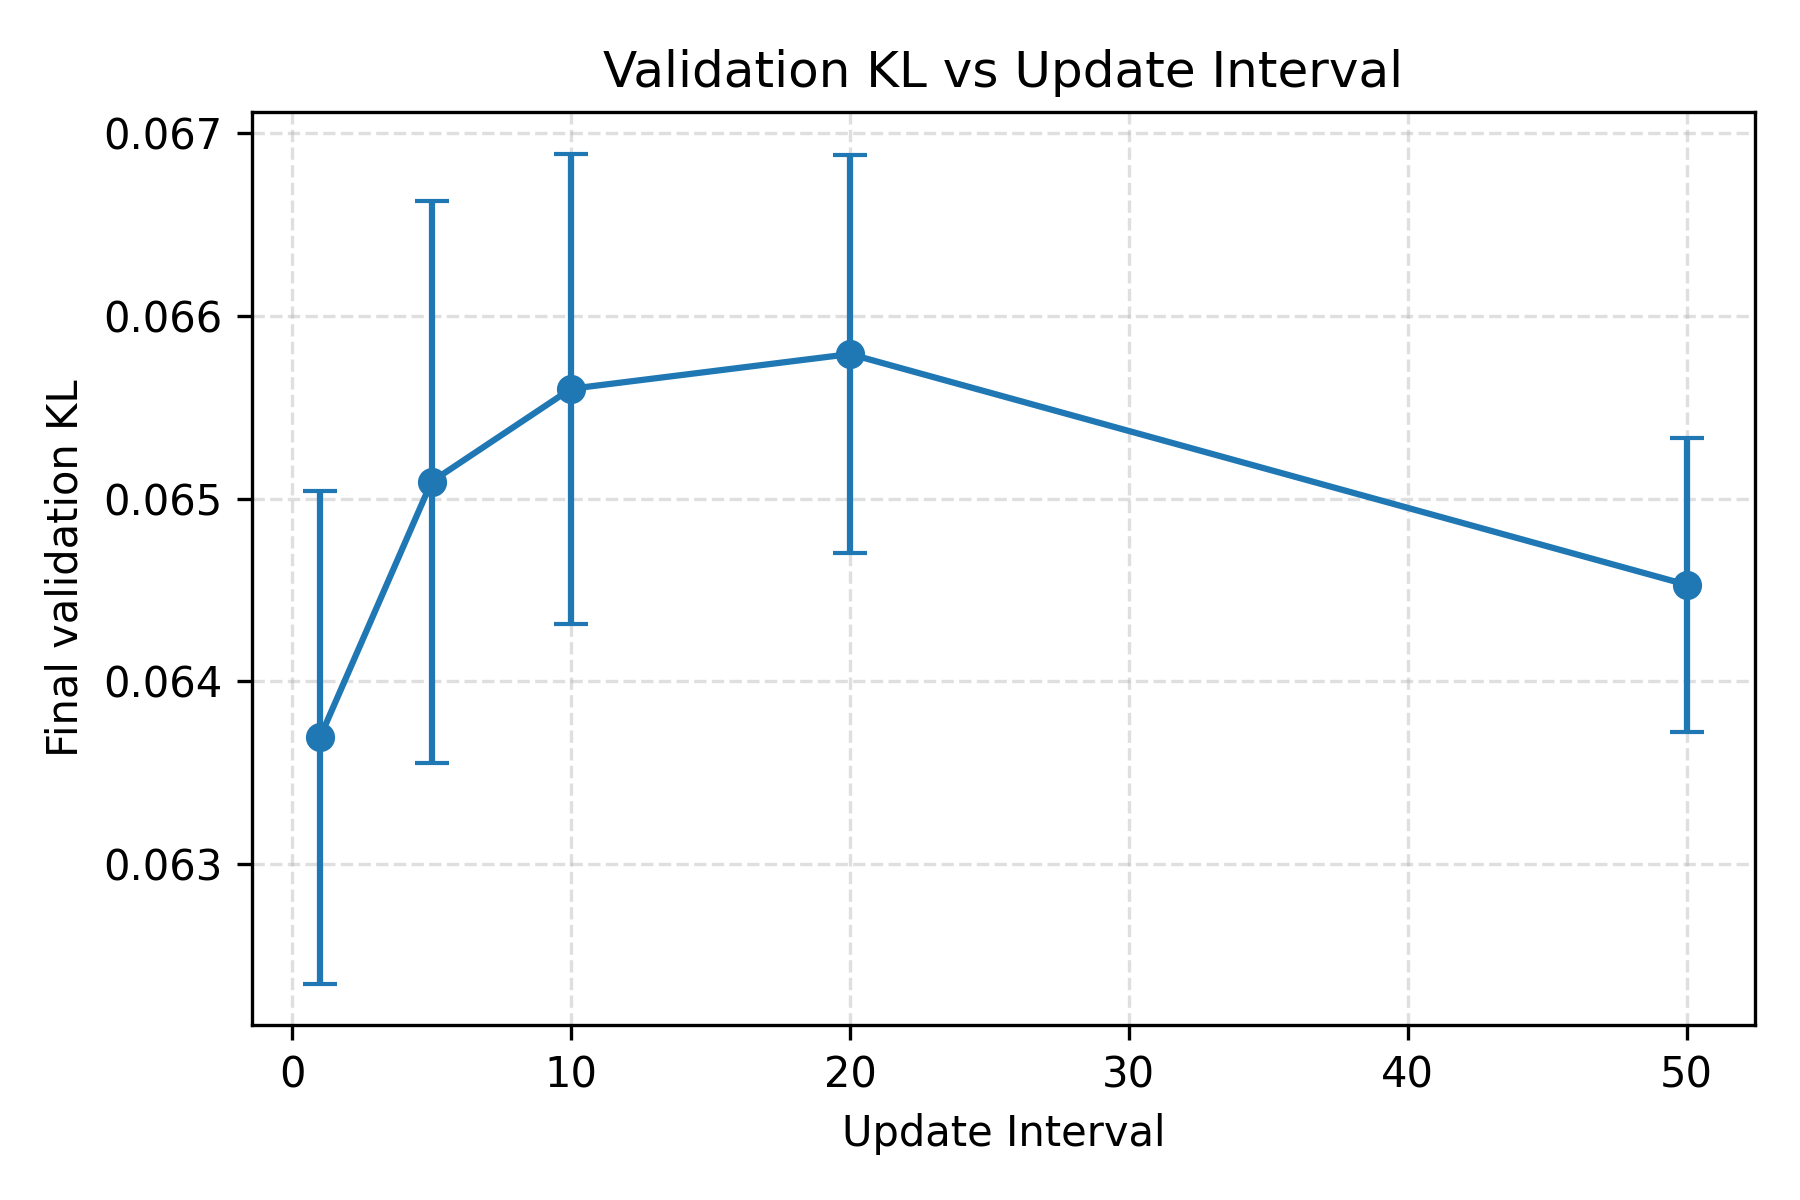 Validation KL vs Update Interval
0.067
0.066
0.065
0.064
0.063
Final validation KL
0 10 20 30 40 50
Update Interval